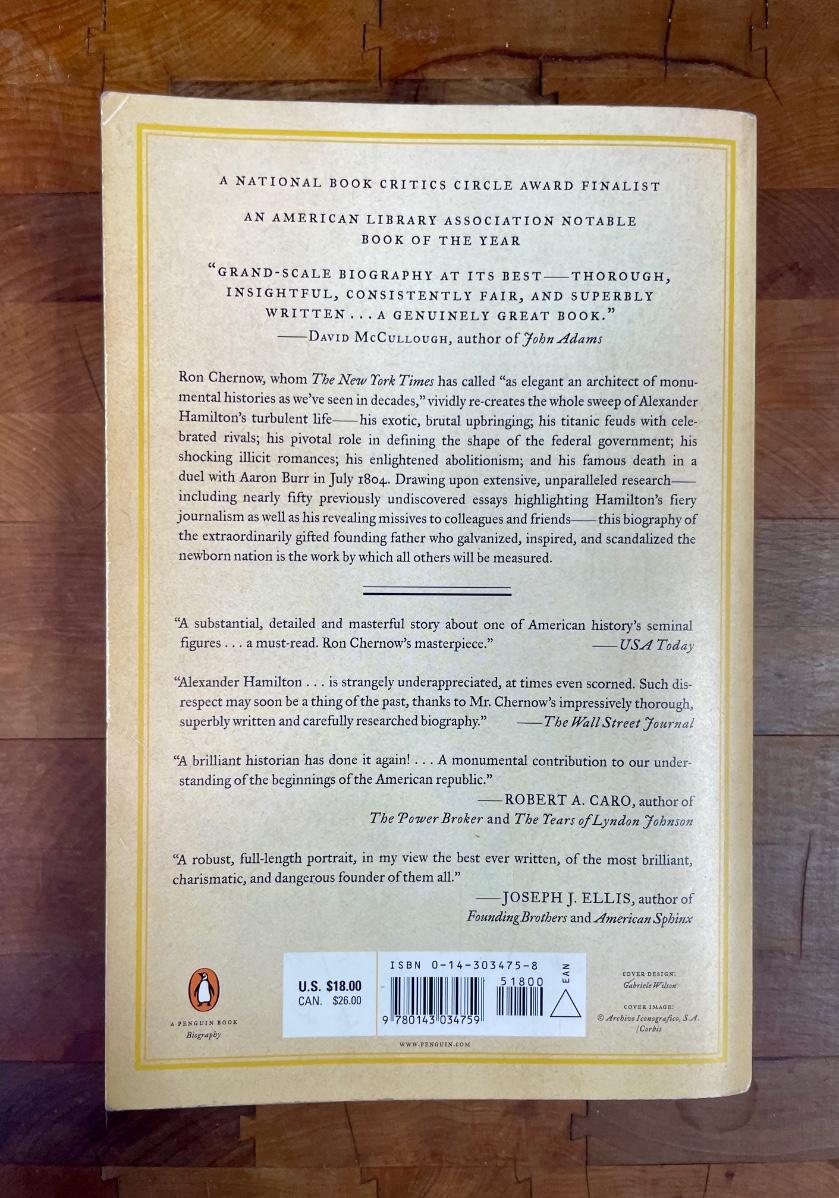 A NATIONAL BOOK CRITICS CIRCLE AWARD FINALIST
AN AMERICAN LIBRARY ASSOCIATION NOTABLE
BOOK OF THE YEAR
“GRAND-SCALE BIOGRAPHY AT ITS BEST—THOROUGH,
INSIGHTFUL, CONSISTENTLY FAIR, AND SUPERBLY
WRITTEN . . . A GENUINELY GREAT BOOK.”
—DAVID MCCULLOUGH, author of John Adams
Ron Chernow, whom The New York Times has called “as elegant an architect of monu-
mental histories as we’ve seen in decades,” vividly re-creates the whole sweep of Alexander
Hamilton’s turbulent life—his exotic, brutal upbringing; his titanic feuds with cele-
brated rivals; his pivotal role in defining the shape of the federal government; his
shocking illicit romances; his enlightened abolitionism; and his famous death in a
duel with Aaron Burr in July 1804. Drawing upon extensive, unparalleled research—
including nearly fifty previously undiscovered essays highlighting Hamilton’s fiery
journalism as well as his revealing missives to colleagues and friends—this biography of
the extraordinarily gifted founding father who galvanized, inspired, and scandalized the
newborn nation is the work by which all others will be measured.
“A substantial, detailed and masterful story about one of American history’s seminal
figures . . . a must-read. Ron Chernow’s masterpiece.” —USA Today
“Alexander Hamilton . . . is strangely underappreciated, at times even scorned. Such dis-
respect may soon be a thing of the past, thanks to Mr. Chernow’s impressively thorough,
superbly written and carefully researched biography.” —The Wall Street Journal
“A brilliant historian has done it again! . . . A monumental contribution to our under-
standing of the beginnings of the American republic.”
—ROBERT A. CARO, author of
The Power Broker and The Years of Lyndon Johnson
“A robust, full-length portrait, in my view the best ever written, of the most brilliant,
charismatic, and dangerous founder of them all.”
—JOSEPH J. ELLIS, author of
Founding Brothers and American Sphinx
A PENGUIN BOOK
Biography
U.S. $18.00
CAN. $26.00
ISBN 0-14-303475-8
51800
EAN
9 780143 034759
WWW.PENGUIN.COM
COVER DESIGN:
Gabriele Wilson
COVER IMAGE:
© Archivo Iconografico, S.A.
/Corbis